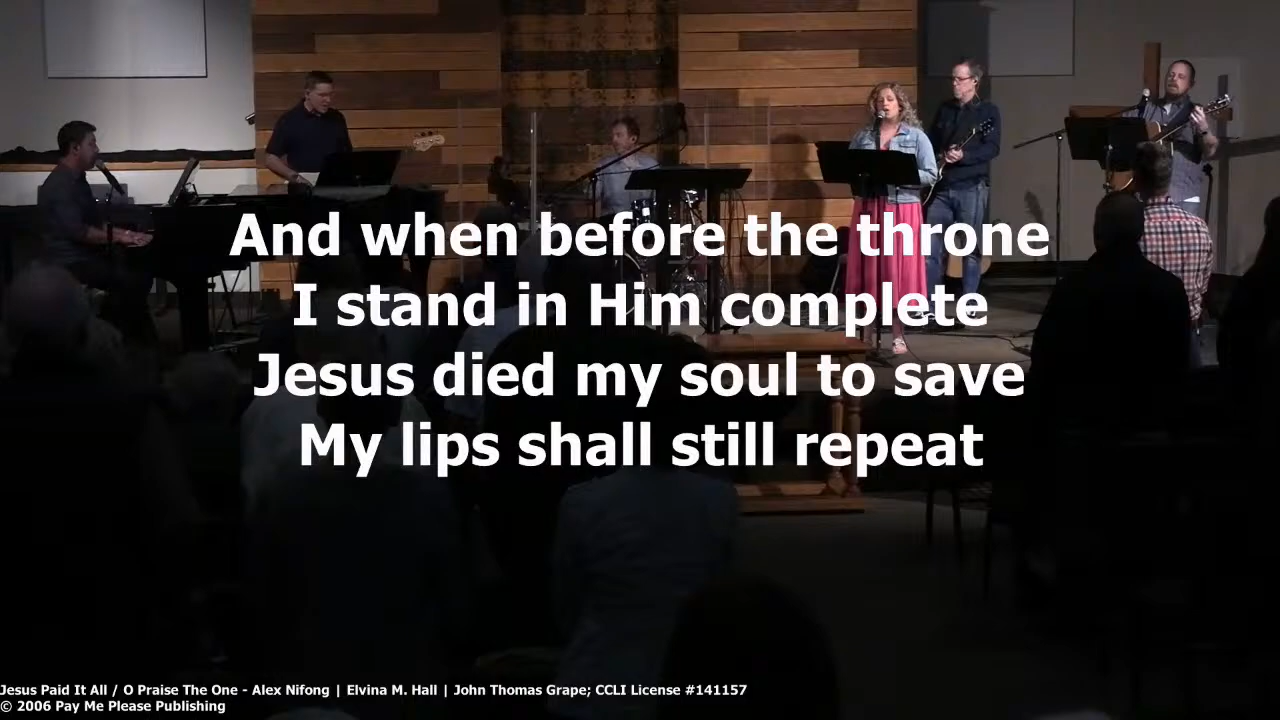 And when before the throne
I stand in Him complete
Jesus died my soul to save
My lips shall still repeat
Jesus Paid It All / O Praise The One - Alex Nifong | Elvina M. Hall | John Thomas Grape; CCLI License #141157
© 2006 Pay Me Please Publishing